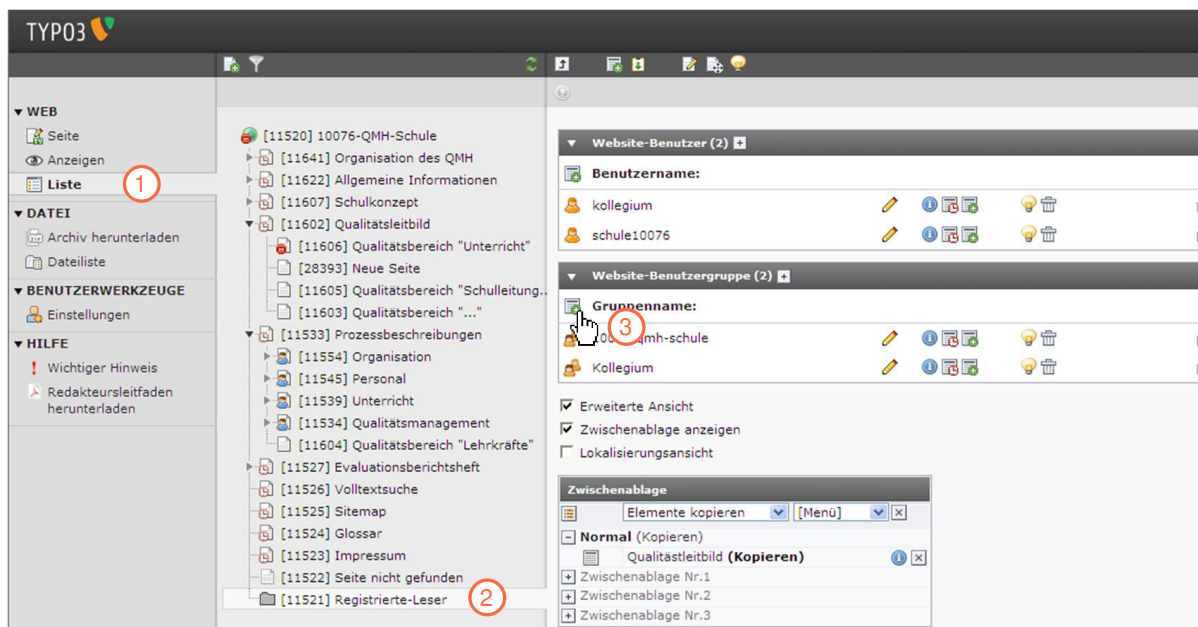 TYPO3
WEB
Seite
Anzeigen
Liste
1
DATEI
Archiv herunterladen
Dateiliste
BENUTZERWERKZEUGE
Einstellungen
HILFE
Wichtiger Hinweis
Redakteursleitfaden
herunterladen
[11520] 10076-QMH-Schule
[11641] Organisation des QMH
[11622] Allgemeine Informationen
[11607] Schulkonzept
[11602] Qualitätsleitbild
[11606] Qualitätsbereich "Unterricht"
[28393] Neue Seite
[11605] Qualitätsbereich "Schulleitung..
[11603] Qualitätsbereich "..."
[11533] Prozessbeschreibungen
[11554] Organisation
[11545] Personal
[11539] Unterricht
[11534] Qualitätsmanagement
[11604] Qualitätsbereich "Lehrkräfte"
[11527] Evaluationsberichtsheft
[11526] Volltextsuche
[11525] Sitemap
[11524] Glossar
[11523] Impressum
[11522] Seite nicht gefunden
[11521] Registrierte-Leser
2
Website-Benutzer (2)
Benutzername:
kollegium
schule10076
Website-Benutzergruppe (2)
Gruppenname:
3
qmh-schule
Kollegium
Erweiterte Ansicht
Zwischenablage anzeigen
Lokalisierungsansicht
Zwischenablage
Elemente kopieren [Menü]
Normal (Kopieren)
Qualitästleitbild (Kopieren)
Zwischenablage Nr.1
Zwischenablage Nr.2
Zwischenablage Nr.3